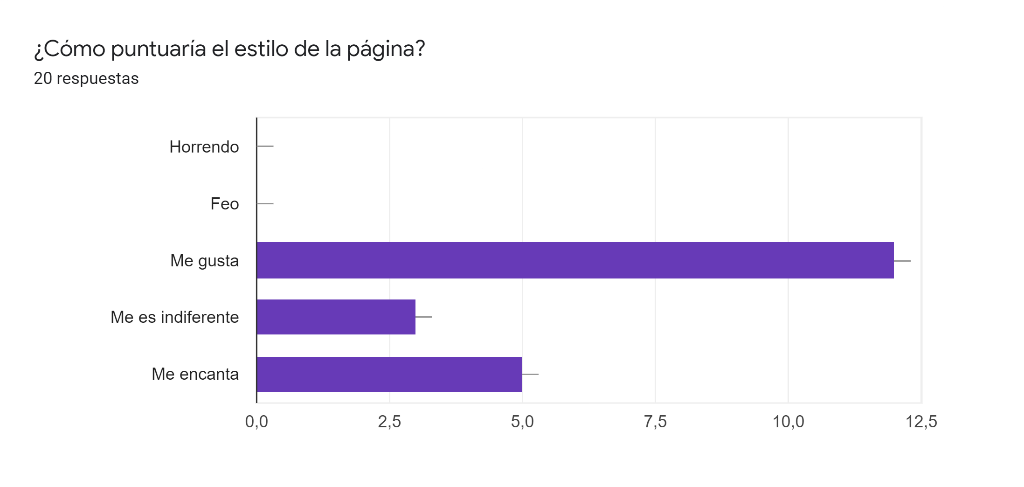 ¿Cómo puntuaría el estilo de la página?
20 respuestas
Horrendo
Feo
Me gusta
Me es indiferente
Me encanta
0,0 2,5 5,0 7,5 10,0 12,5